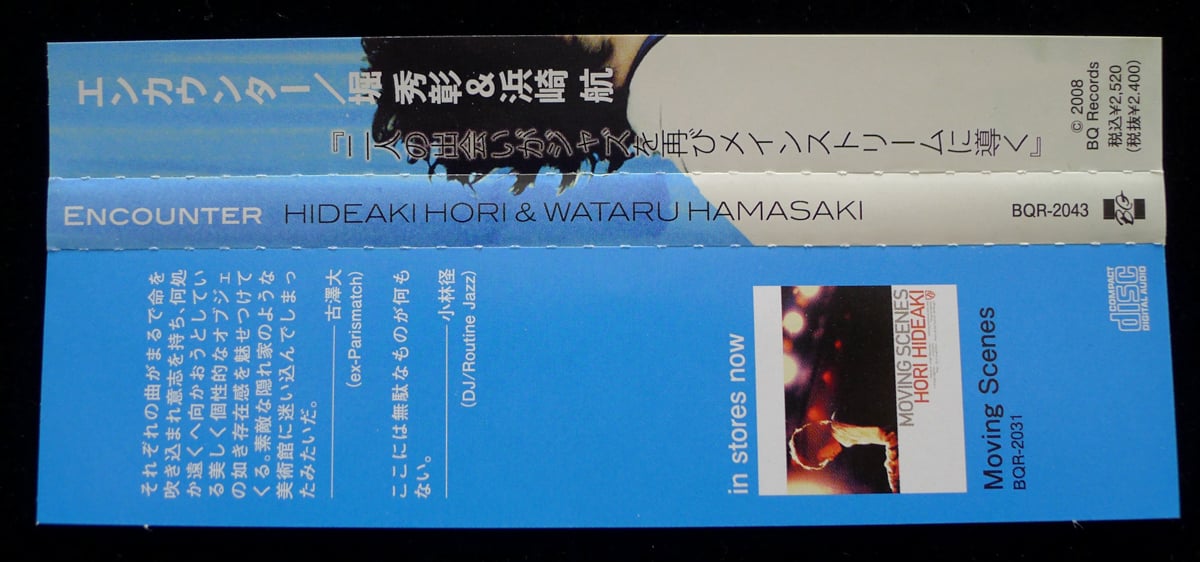 エンカウンター／堀 秀彰&浜崎 航
『二人の出会いがジャズを再びメインストリームに導く』
© 2008
BQ Records
税込¥2,520
(税抜¥2.400)
ENCOUNTER HIDEAKI HORI & WATARU HAMASAKI
BQR-2043
BQ
それぞれの曲がまるで命を
吹き込まれ意志を持ち、何処
か遠くへ向かおうとしてい
る美しく個性的なオブジェ
の如き存在感を魅せつけて
くる。素敵な隠れ家のような
美術館に迷い込んでしまっ
たみたいだ。
古澤大
(ex-Parismatch)
ここには無駄なものが何も
ない。
小林径
(DJ/Routine Jazz)
in stores now
MOVING SCENES
HORI HIDEAKI
Moving Scenes
BQR-2031
COMPACT
disc
DIGITAL AUDIO